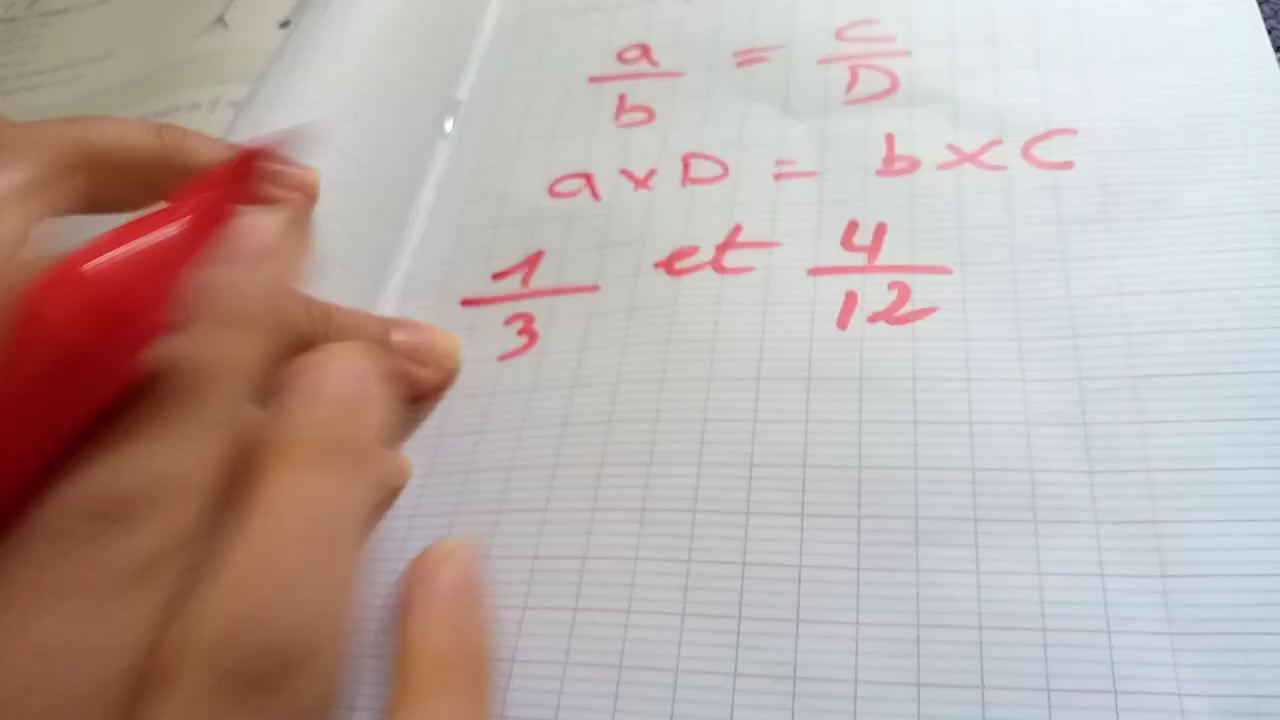 a/b = C/D
a x D = b x C
1/3 et 4/12